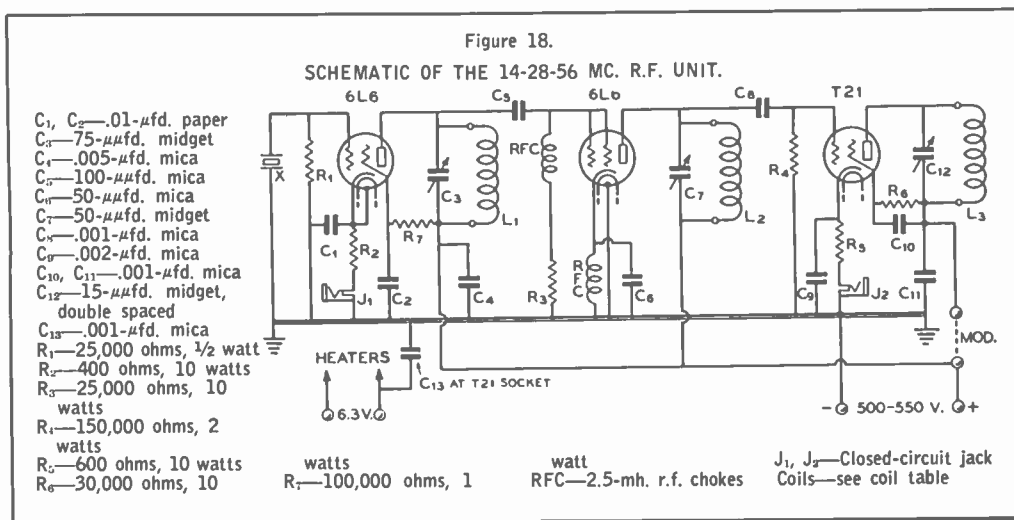 Figure 18.
SCHEMATIC OF THE 14-28-56 MC. R.F. UNIT.
C₁, C₂—.01-μfd. paper
C₃—75-μμfd. midget
C₄—.005-μfd. mica
C₅—100-μμfd. mica
C₆—50-μμfd. mica
C₇—50-μμfd. midget
C₈—.001-μfd. mica
C₉—.002-μfd. mica
C₁₀, C₁₁—.001-μfd. mica
C₁₂—15-μμfd. midget,
double spaced
C₁₃—.001-μfd. mica
R₁—25,000 ohms, ½ watt
R₂—400 ohms, 10 watts
R₃—25,000 ohms, 10
watts
R₄—150,000 ohms, 2
watts
R₅—600 ohms, 10 watts
R₆—30,000 ohms, 10
watts
R₇—100,000 ohms, 1
watt
RFC—2.5-mh. r.f. chokes
J₁, J₂—Closed-circuit jack
Coils—see coil table
6L6
C₅
6L6
C₈
T21
X
R₁
C₃
L₁
RFC
C₇
L₂
R₄
R₆
C₁₂
L₃
C₁
R₂
R₇
C₁₀
R₅
J₁
C₂
C₄
R₃
RFC
C₆
C₉
J₂
C₁₁
MOD.
HEATERS
C₁₃ AT T21 SOCKET
6.3V.
- 500-550 V. +